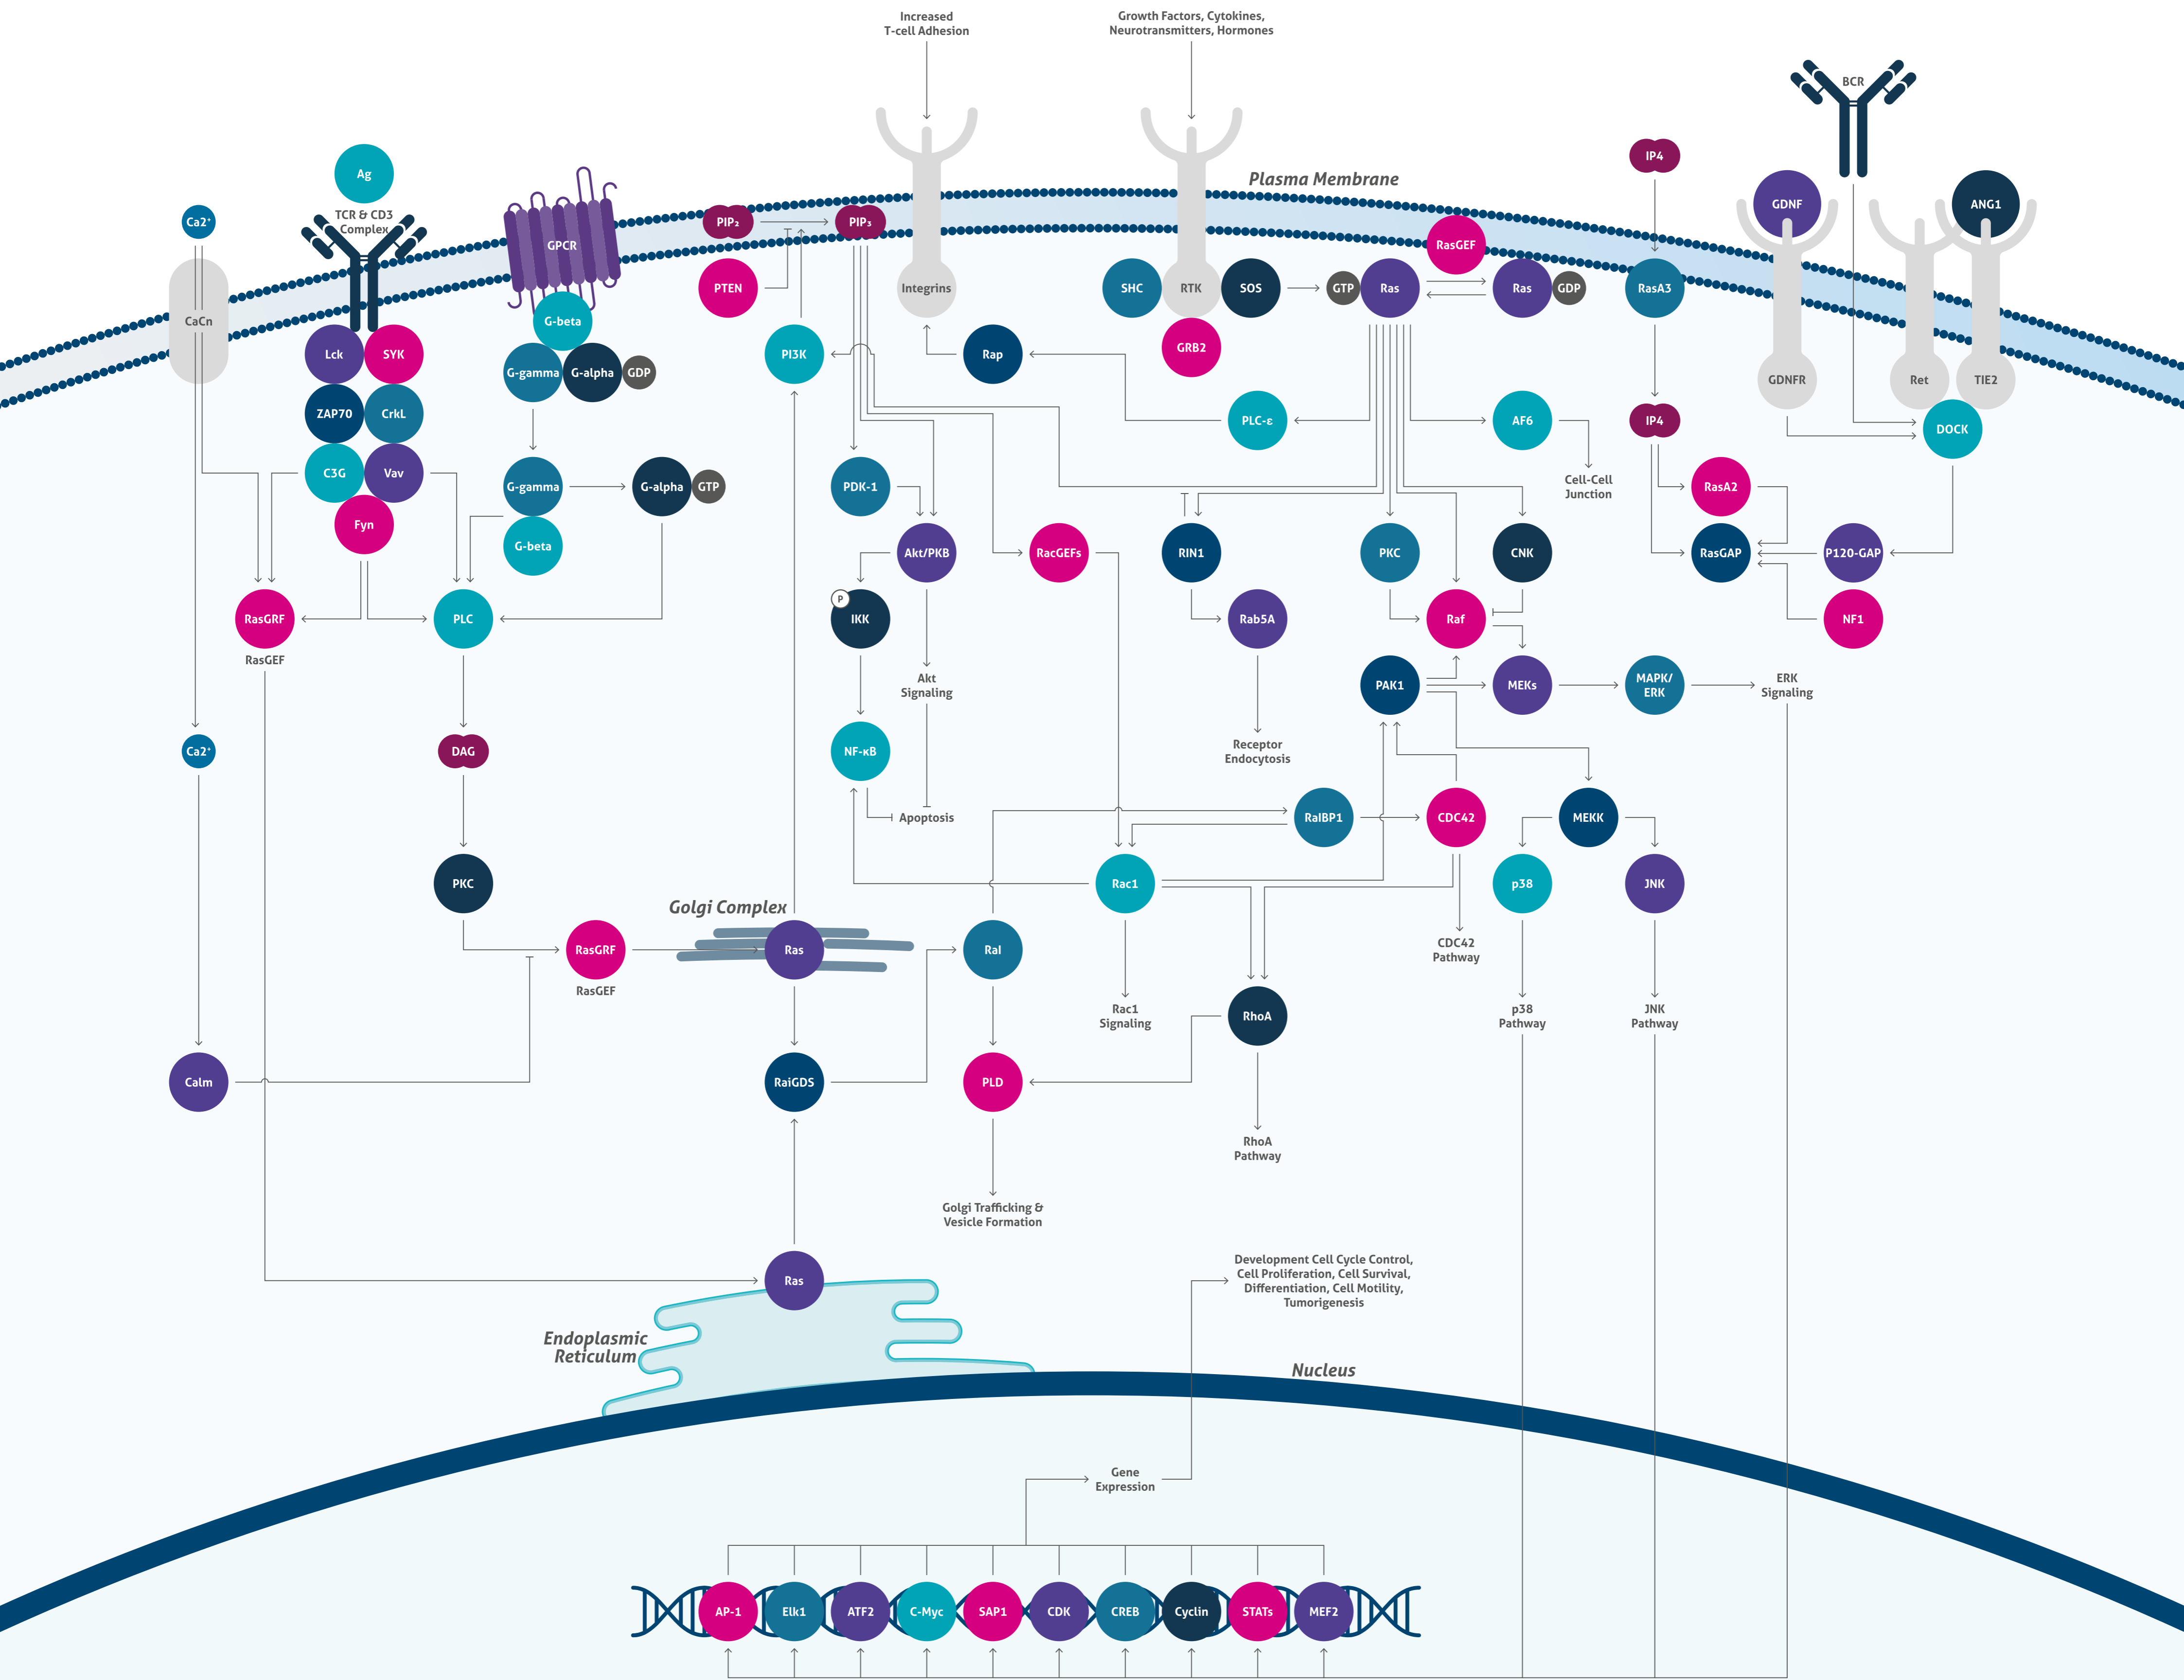 Increased
T-cell Adhesion
Growth Factors, Cytokines,
Neurotransmitters, Hormones
BCR
IP4
Ag
Plasma Membrane
GDNF
ANG1
Ca2⁺
TCR & CD3
Complex
GPCR
PIP₂
PIP₃
RasGEF
PTEN
Integrins
SHC
RTK
SOS
GTP
Ras
Ras
GDP
RasA3
CaCn
G-beta
Lck
SYK
PI3K
Rap
GRB2
G-gamma
G-alpha
GDP
GDNFR
Ret
TIE2
ZAP70
CrkL
PLC-ε
AF6
IP4
DOCK
C3G
Vav
G-gamma
G-alpha
GTP
PDK-1
Cell-Cell
Junction
RasA2
Fyn
G-beta
Akt/PKB
RacGEFs
RIN1
PKC
CNK
RasGAP
P120-GAP
P
RasGRF
PLC
IKK
Rab5A
Raf
NF1
RasGEF
Akt
Signaling
PAK1
MEKs
MAPK/
ERK
ERK
Signaling
Ca2⁺
DAG
NF-κB
Receptor
Endocytosis
Apoptosis
RalBP1
CDC42
MEKK
PKC
Rac1
p38
JNK
Golgi Complex
RasGRF
Ras
Ral
CDC42
Pathway
RasGEF
Rac1
Signaling
RhoA
p38
Pathway
JNK
Pathway
Calm
RaiGDS
PLD
RhoA
Pathway
Golgi Trafficking &
Vesicle Formation
Ras
Development Cell Cycle Control,
Cell Proliferation, Cell Survival,
Differentiation, Cell Motility,
Tumorigenesis
Endoplasmic
Reticulum
Nucleus
Gene
Expression
AP-1
Elk1
ATF2
C-Myc
SAP1
CDK
CREB
Cyclin
STATs
MEF2